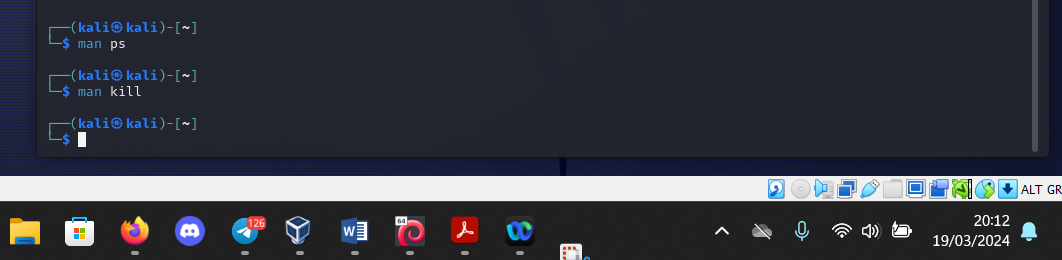 ┌──(kali㉿kali)-[~]
└─$ man ps
┌──(kali㉿kali)-[~]
└─$ man kill
┌──(kali㉿kali)-[~]
└─$
ALT GR
126
64
20:12
19/03/2024